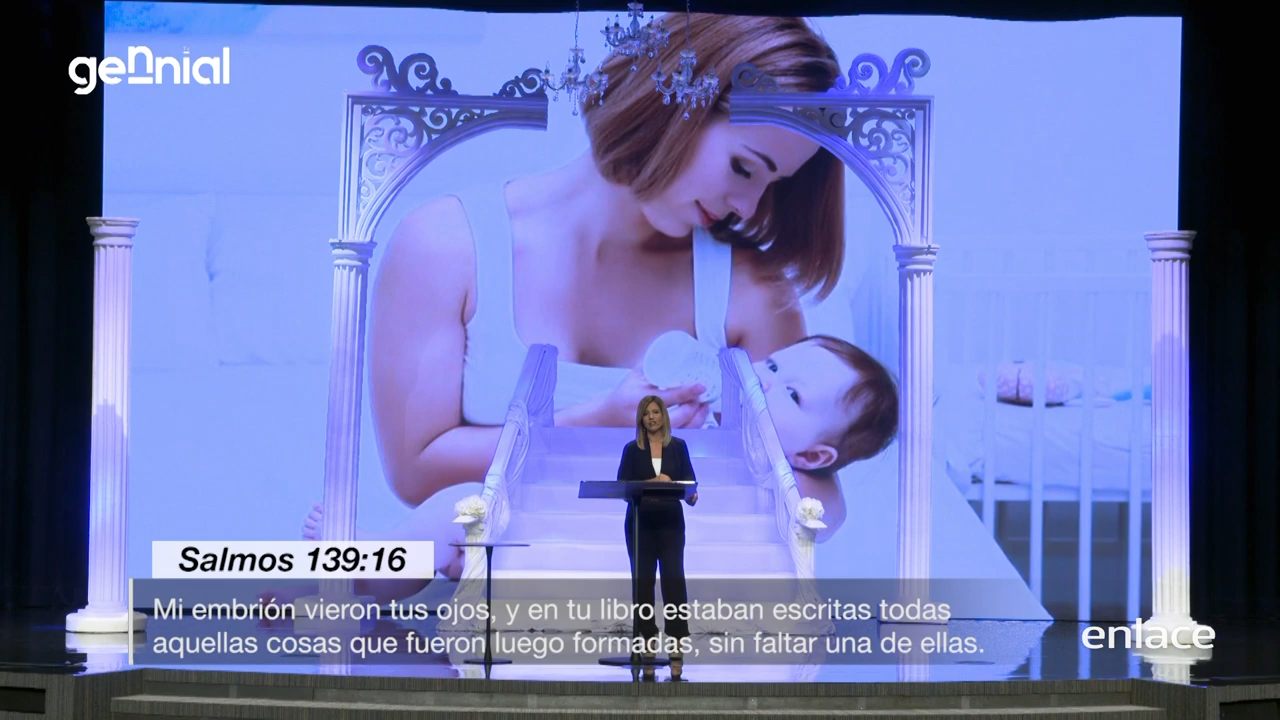 gennial
Salmos 139:16
Mi embrión vieron tus ojos, y en tu libro estaban escritas todas
aquellas cosas que fueron luego formadas, sin faltar una de ellas.
enlace